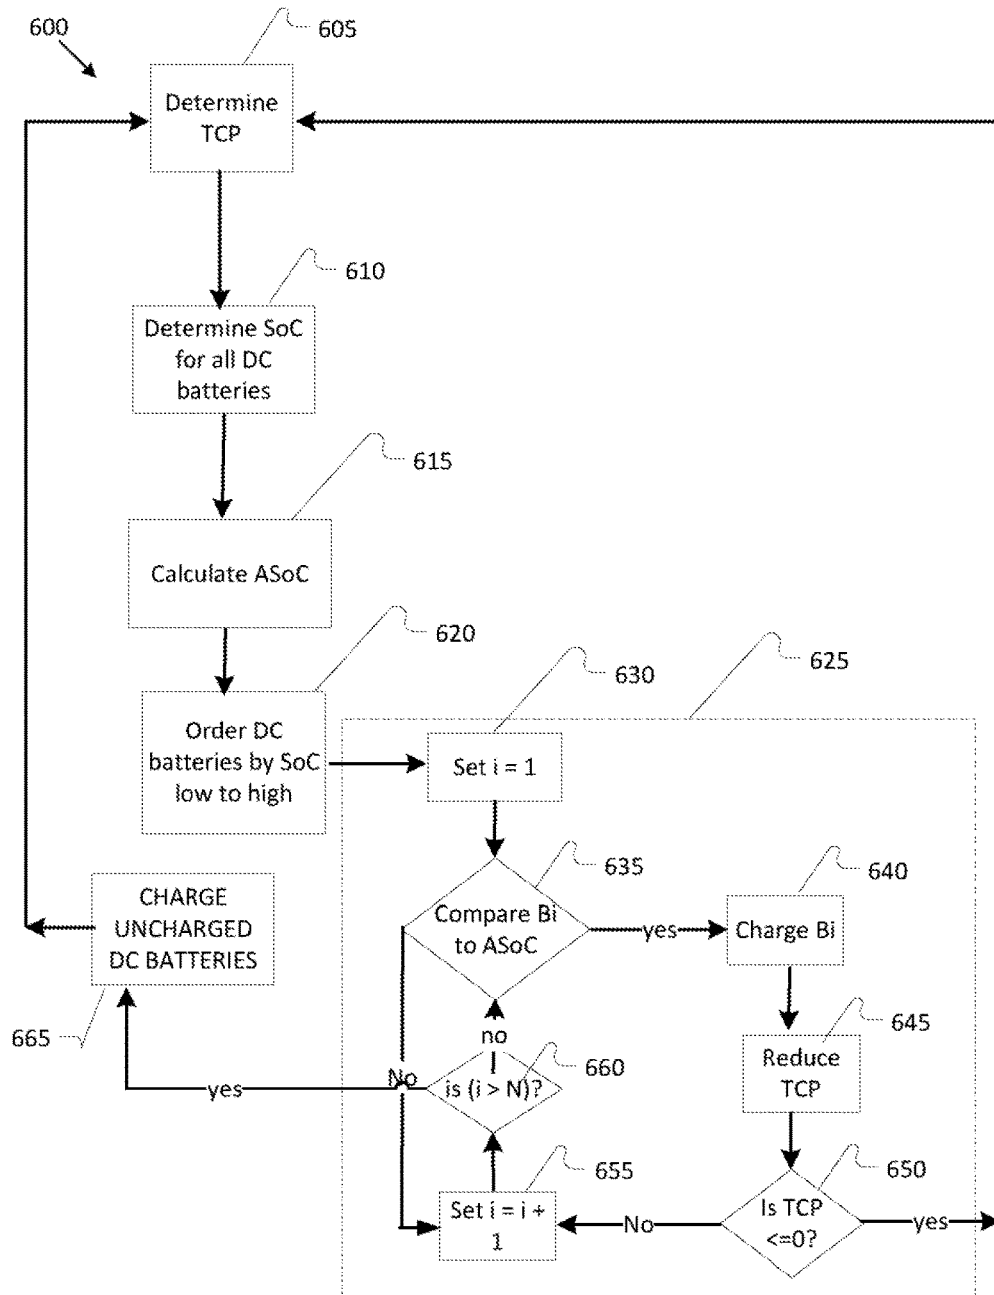 600
605
Determine
TCP
610
Determine SoC
for all DC
batteries
615
Calculate ASoC
620
Order DC
batteries by SoC
low to high
625
630
Set i = 1
635
Compare Bi
to ASoC
yes
640
Charge Bi
CHARGE
UNCHARGED
DC BATTERIES
665
645
Reduce
TCP
no
No
660
is (i > N)?
yes
655
Set i = i +
1
No
650
Is TCP
<=0?
yes